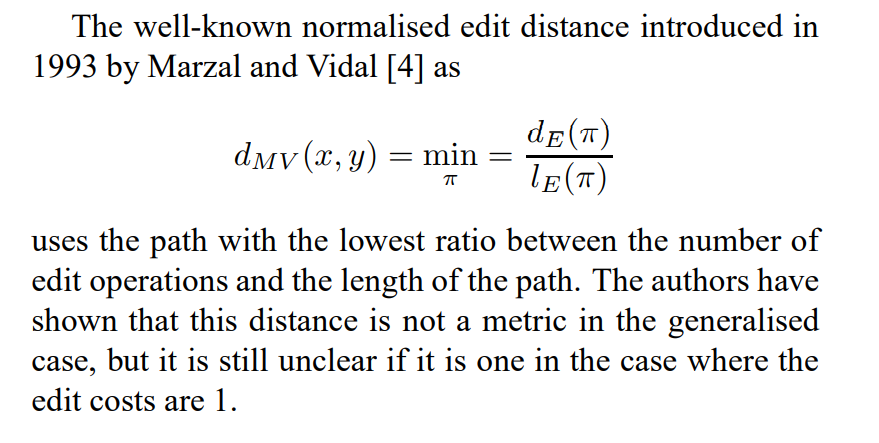 The well-known normalised edit distance introduced in
1993 by Marzal and Vidal [4] as
d_{MV}(x, y) = \min_{\pi} = \frac{d_E(\pi)}{l_E(\pi)}
uses the path with the lowest ratio between the number of
edit operations and the length of the path. The authors have
shown that this distance is not a metric in the generalised
case, but it is still unclear if it is one in the case where the
edit costs are 1.